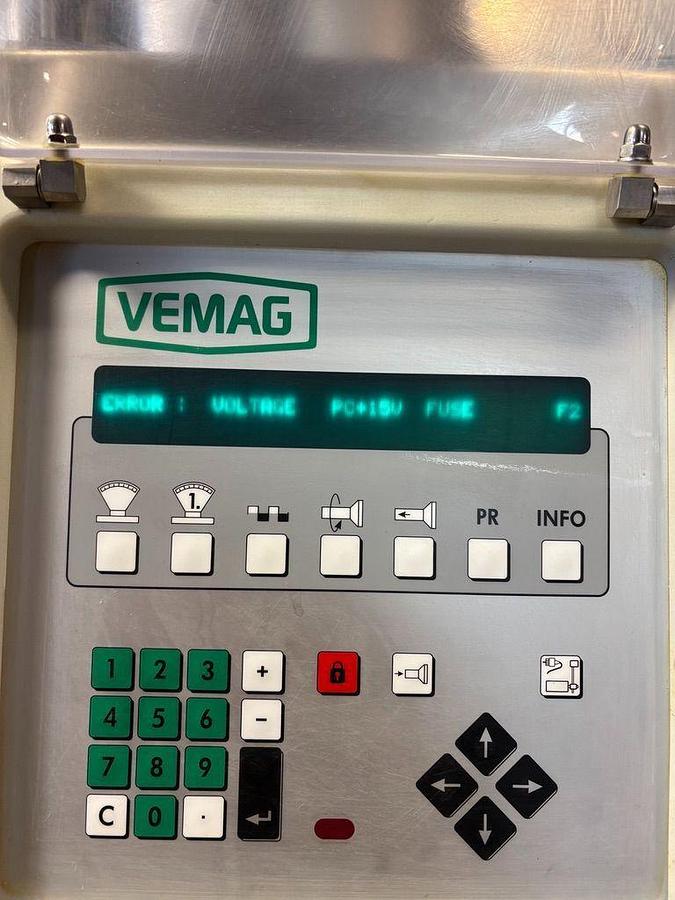 VEMAG
ERROR : VOLTAGE PC+15V FUSE F2
1.
PR INFO
1 2 3 +
4 5 6 -
7 8 9
C 0 .